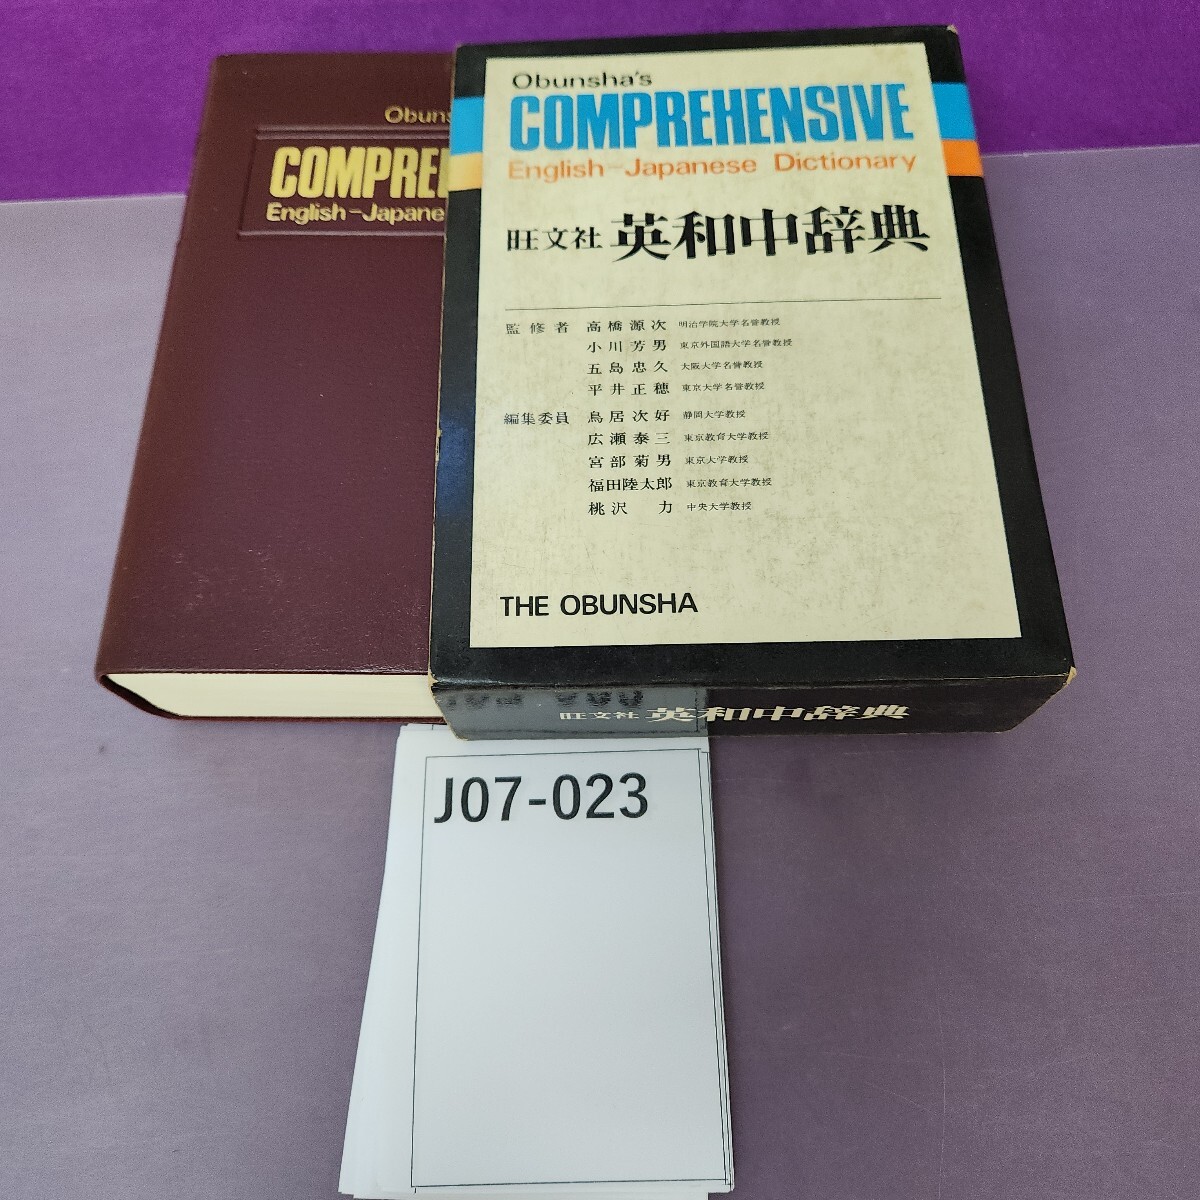 Obuns
COMPREH
English-Japane
Obunsha's
COMPREHENSIVE
English-Japanese Dictionary
旺文社 英和中辞典
監修者 高橋源次 明治学院大学名誉教授
小川芳男 東京外国語大学名誉教授
五島忠久 大阪大学名誉教授
平井正穂 東京大学名誉教授
編集委員 鳥居次好 静岡大学教授
広瀬泰三 東京教育大学教授
宮部菊男 東京大学教授
福田陸太郎 東京教育大学教授
桃沢 力 中央大学教授
THE OBUNSHA
旺文社 英和中辞典
J07-023